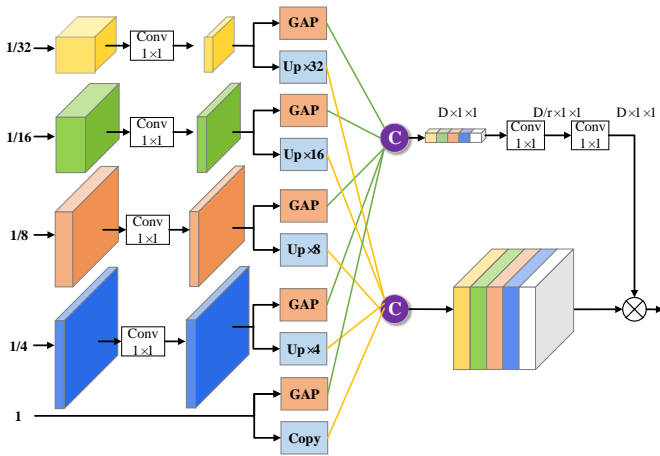 1/32
Conv
1×1
GAP
Up×32
1/16
Conv
1×1
GAP
Up×16
C
D×1×1
D/r×1×1
D×1×1
Conv
1×1
Conv
1×1
1/8
Conv
1×1
GAP
Up×8
1/4
Conv
1×1
GAP
Up×4
C
1
GAP
Copy